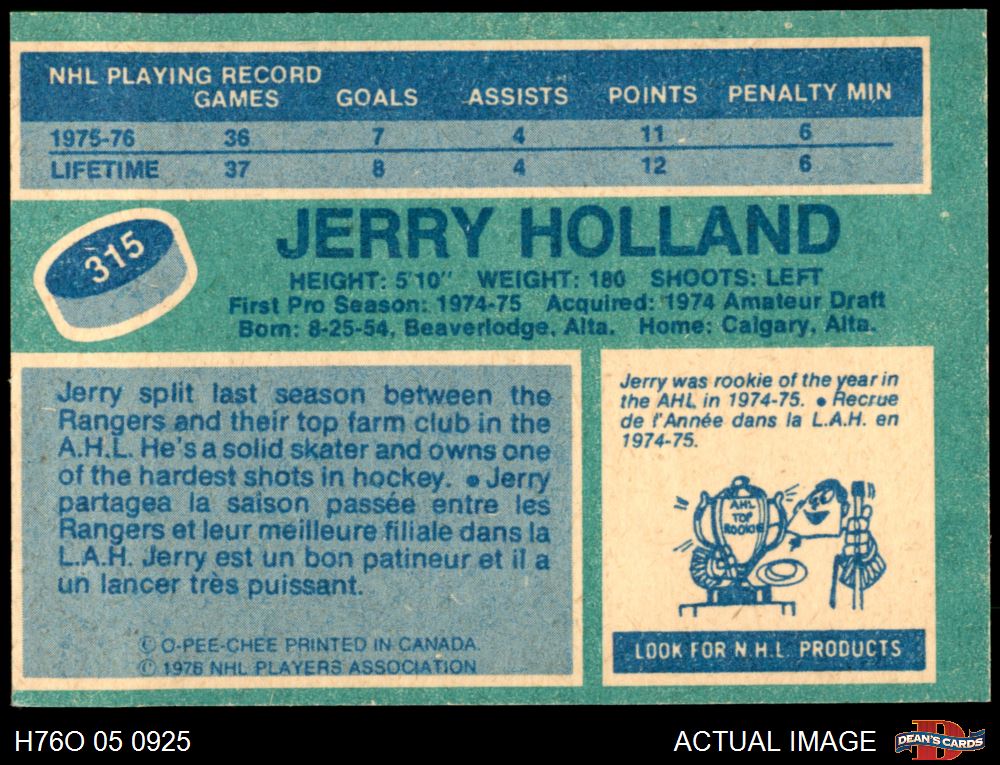 NHL PLAYING RECORD
GAMES GOALS ASSISTS POINTS PENALTY MIN
1975-76 36 7 4 11 6
LIFETIME 37 8 4 12 6
315
JERRY HOLLAND
HEIGHT: 5'10" WEIGHT: 180 SHOOTS: LEFT
First Pro Season: 1974-75 Acquired: 1974 Amateur Draft
Born: 8-25-54, Beaverlodge, Alta. Home: Calgary, Alta.
Jerry split last season between the
Rangers and their top farm club in the
A.H.L. He's a solid skater and owns one
of the hardest shots in hockey. ● Jerry
partagea la saison passée entre les
Rangers et leur meilleure filiale dans la
L.A.H. Jerry est un bon patineur et il a
un lancer très puissant.
© O-PEE-CHEE PRINTED IN CANADA.
© 1976 NHL PLAYERS ASSOCIATION
Jerry was rookie of the year in
the AHL in 1974-75. ● Recrue
de l'Année dans la L.A.H. en
1974-75.
AHL
TOP
ROOKIE
LOOK FOR N.H.L. PRODUCTS
H76O 05 0925
ACTUAL IMAGE
D
DEAN'S CARDS